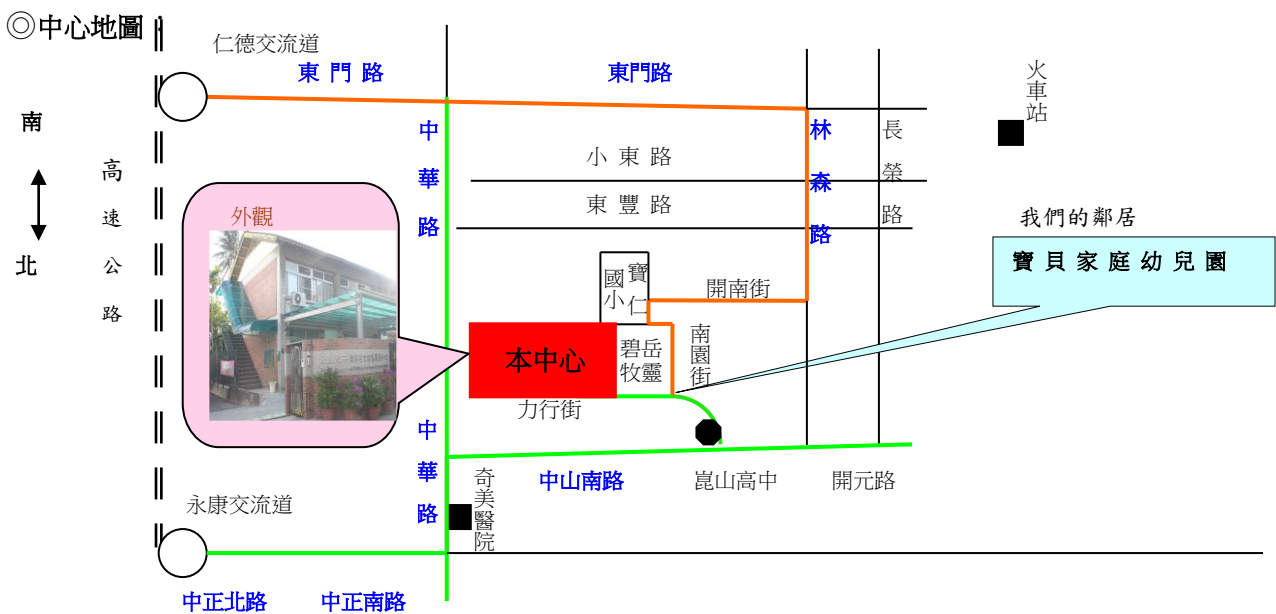 ◎中心地圖
仁德交流道
東門路
東門路
火車站
南
北
高速公路
中華路
林森路
長榮路
小東路
東豐路
外觀
我們的鄰居
寶貝家庭幼兒園
寶仁
國小
開南街
南園街
本中心
碧岳
牧靈
力行街
中華路
中山南路
崑山高中
開元路
奇美醫院
永康交流道
中正北路
中正南路